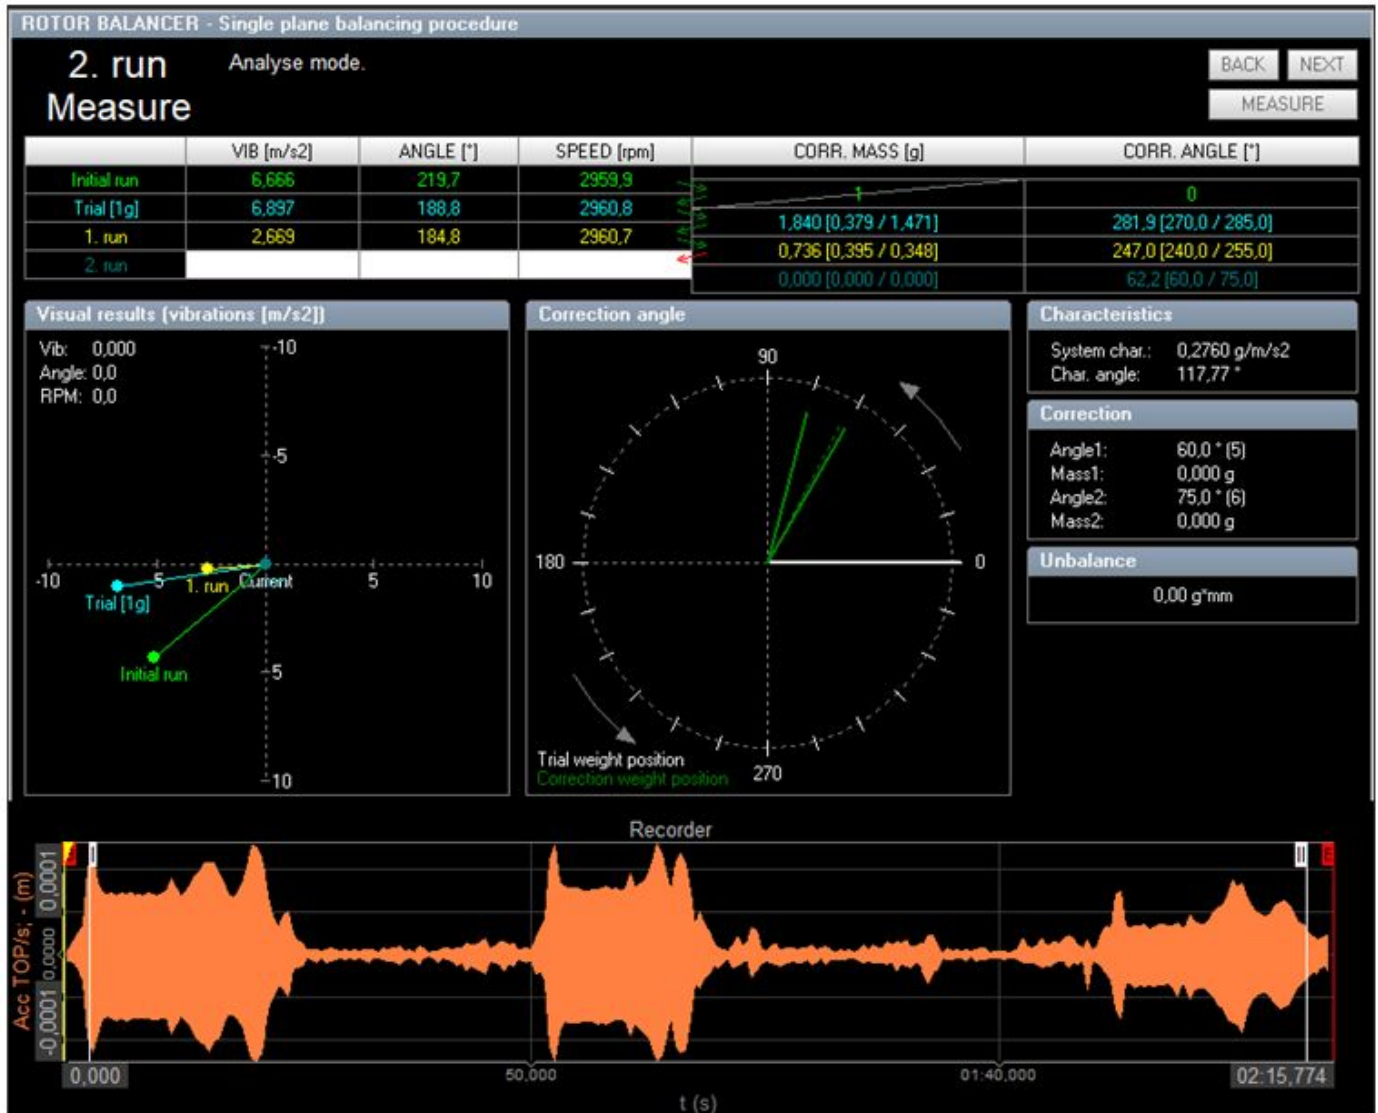 ROTOR BALANCER - Single plane balancing procedure
2. run
Measure
Analyse mode.
BACK NEXT
MEASURE
VIB [m/s2] ANGLE [°] SPEED [rpm] CORR. MASS [g] CORR. ANGLE [°]
Initial run 6,666 219,7 2959,9 1 0
Trial [1g] 6,897 188,8 2960,8 1,840 [0,379 / 1,471] 281,9 [270,0 / 285,0]
1. run 2,669 184,8 2960,7 0,736 [0,395 / 0,348] 247,0 [240,0 / 255,0]
2. run 0,000 [0,000 / 0,000] 62,2 [60,0 / 75,0]
Visual results (vibrations [m/s2])
Vib: 0,000
Angle: 0,0
RPM: 0,0
-10
-5
-10 5 5 10
1. run Current
Trial [1g]
Initial run
5
10
Correction angle
90
180 0
270
Trial weight position
Correction weight position
Characteristics
System char.: 0,2760 g/m/s2
Char. angle: 117,77 °
Correction
Angle1: 60,0 ° (5)
Mass1: 0,000 g
Angle2: 75,0 ° (6)
Mass2: 0,000 g
Unbalance
0,00 g*mm
Recorder
I II
Acc TOP/s; - (m)
0,0001
0,0000
-0,0001
0,000 50,000 01:40,000 02:15,774
t (s)